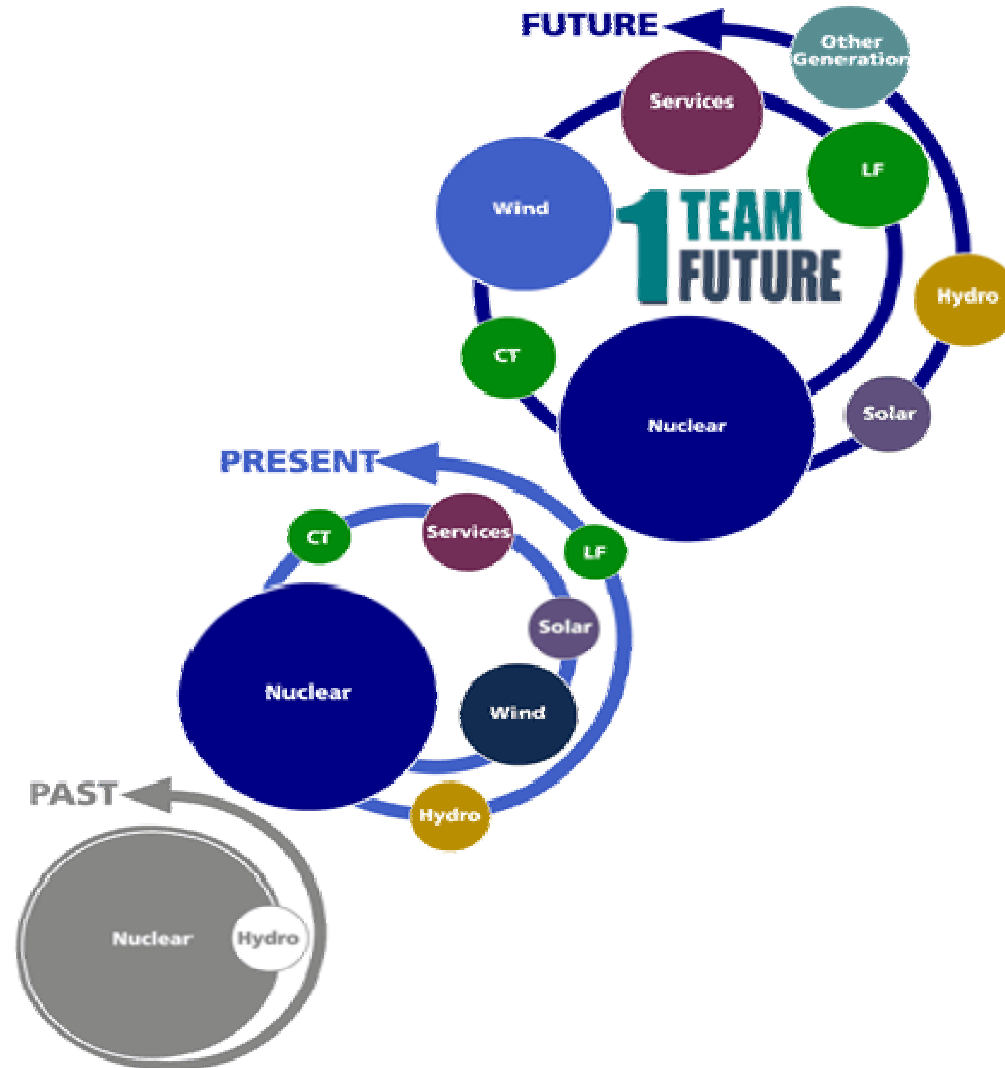 FUTURE
Other
Generation
Services
LF
Wind
1 TEAM
FUTURE
Hydro
CT
Solar
Nuclear
PRESENT
CT
Services
LF
Solar
Nuclear
Wind
PAST
Hydro
Nuclear
Hydro